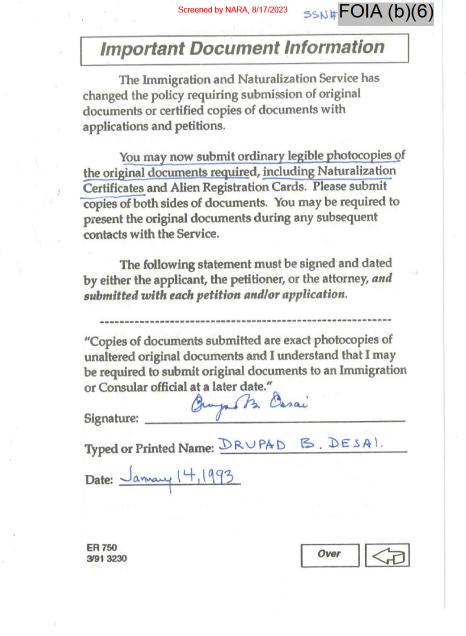 Screened by NARA, 8/17/2023
SSN# FOIA (b)(6)
Important Document Information
The Immigration and Naturalization Service has
changed the policy requiring submission of original
documents or certified copies of documents with
applications and petitions.
You may now submit ordinary legible photocopies of
the original documents required, including Naturalization
Certificates and Alien Registration Cards. Please submit
copies of both sides of documents. You may be required to
present the original documents during any subsequent
contacts with the Service.
The following statement must be signed and dated
by either the applicant, the petitioner, or the attorney, and
submitted with each petition and/or application.
"Copies of documents submitted are exact photocopies of
unaltered original documents and I understand that I may
be required to submit original documents to an Immigration
or Consular official at a later date."
Signature: Drupad B. Desai
Typed or Printed Name: DRUPAD B. DESAI.
Date: January 14, 1993
ER 750
3/91 3230
Over